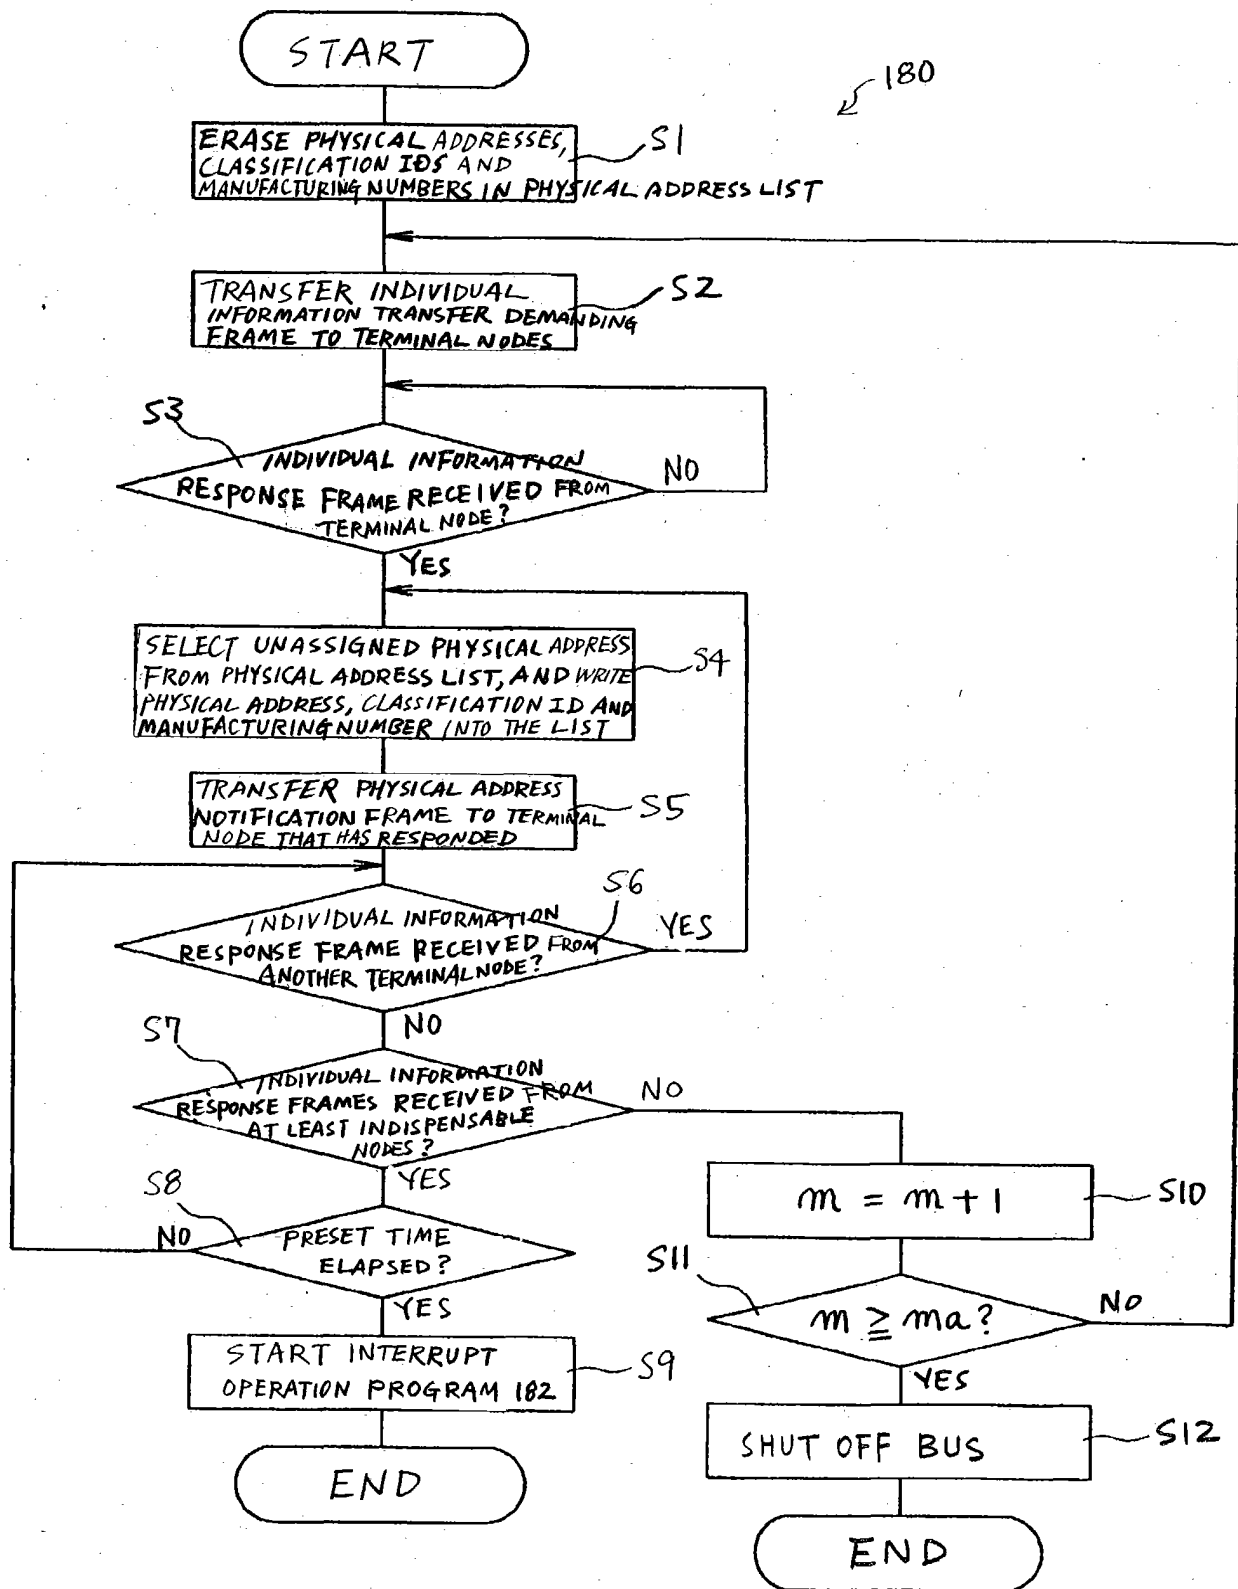 START
180
ERASE PHYSICAL ADDRESSES,
CLASSIFICATION IDS AND
MANUFACTURING NUMBERS IN PHYSICAL ADDRESS LIST
S1
TRANSFER INDIVIDUAL
INFORMATION TRANSFER DEMANDING
FRAME TO TERMINAL NODES
S2
S3
INDIVIDUAL INFORMATION
RESPONSE FRAME RECEIVED FROM
TERMINAL NODE?
NO
YES
SELECT UNASSIGNED PHYSICAL ADDRESS
FROM PHYSICAL ADDRESS LIST, AND WRITE
PHYSICAL ADDRESS, CLASSIFICATION ID AND
MANUFACTURING NUMBER INTO THE LIST
S4
TRANSFER PHYSICAL ADDRESS
NOTIFICATION FRAME TO TERMINAL
NODE THAT HAS RESPONDED
S5
S6
INDIVIDUAL INFORMATION
RESPONSE FRAME RECEIVED FROM
ANOTHER TERMINAL NODE?
YES
NO
S7
INDIVIDUAL INFORMATION
RESPONSE FRAMES RECEIVED FROM
AT LEAST INDISPENSABLE
NODES?
NO
YES
S8
PRESET TIME
ELAPSED?
NO
YES
START INTERRUPT
OPERATION PROGRAM 182
S9
END
m = m + 1
S10
S11
m ≧ ma?
NO
YES
SHUT OFF BUS
S12
END